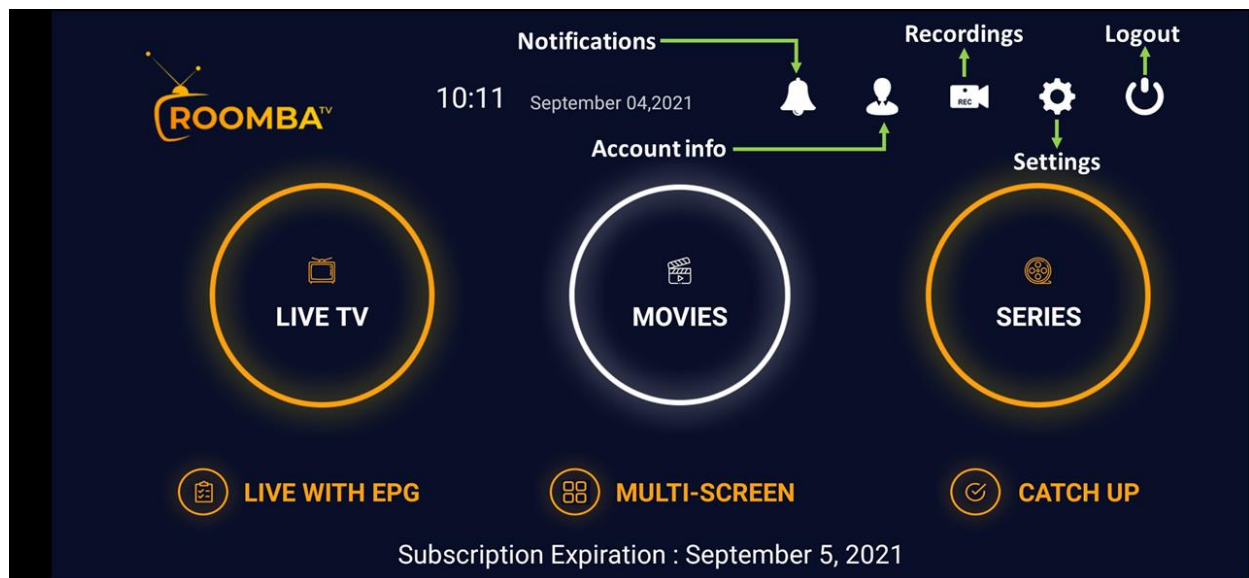 Notifications
Recordings
Logout
ROOMBA TV
10:11
September 04,2021
REC
Account info
Settings
LIVE TV
MOVIES
SERIES
LIVE WITH EPG
MULTI-SCREEN
CATCH UP
Subscription Expiration : September 5, 2021